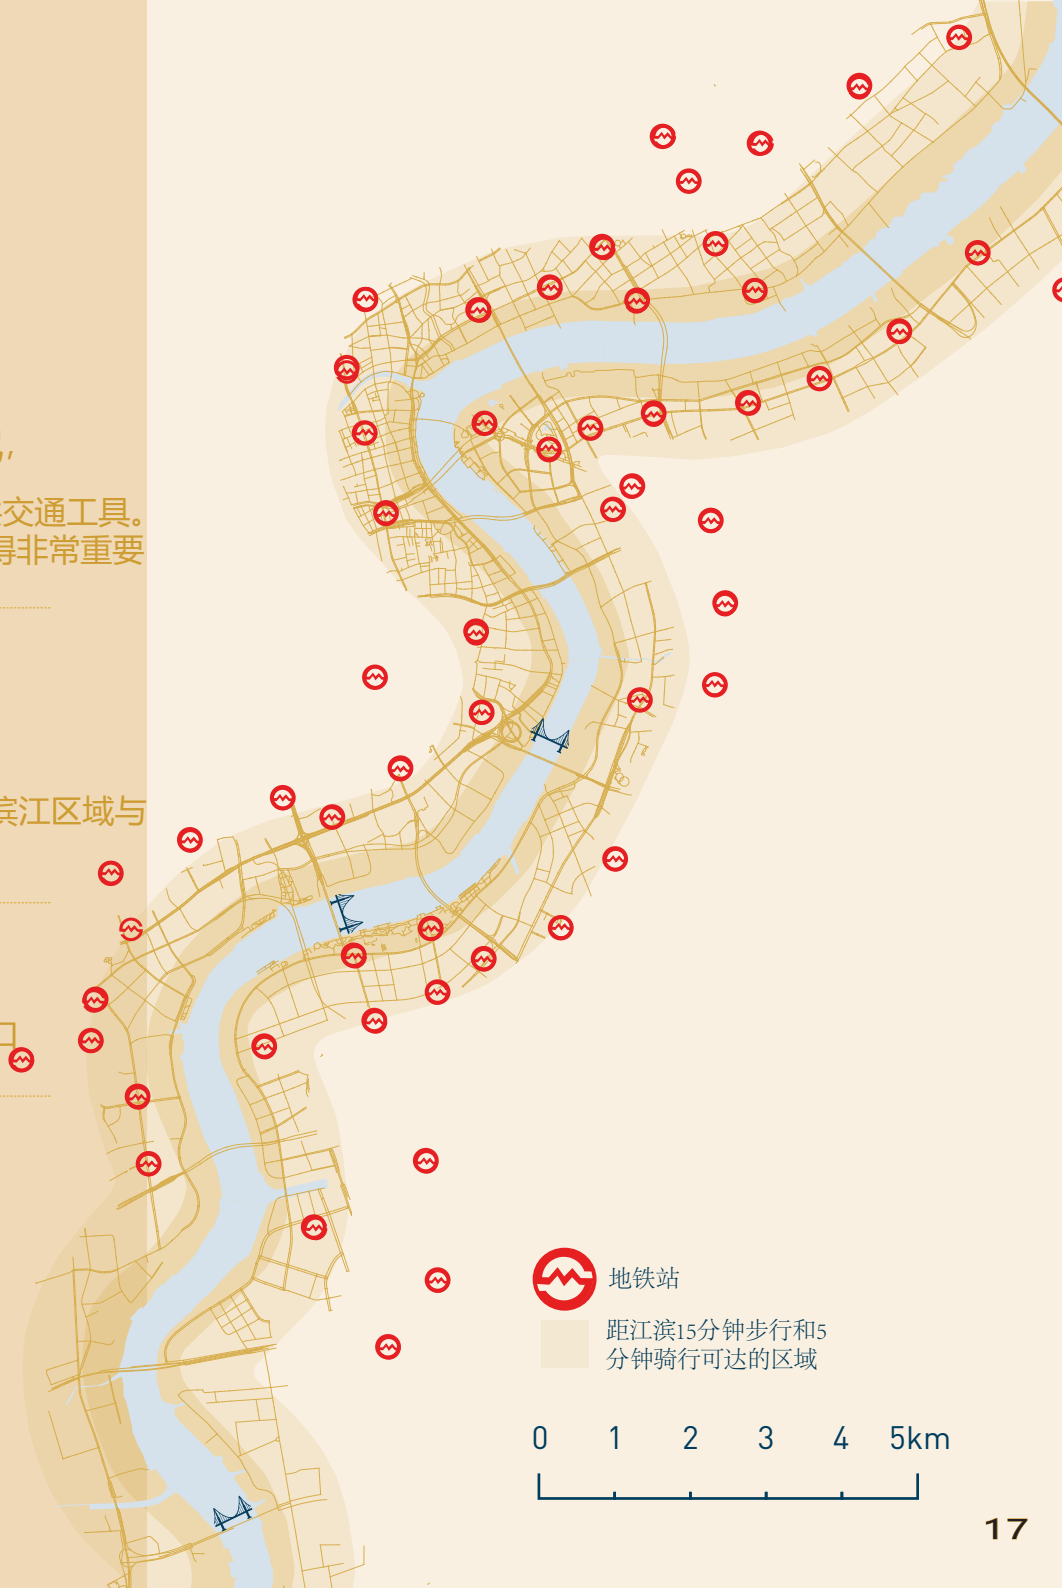 交通工具。
得非常重要
滨江区域与
口
地铁站
距江滨15分钟步行和5
分钟骑行可达的区域
0 1 2 3 4 5km
17